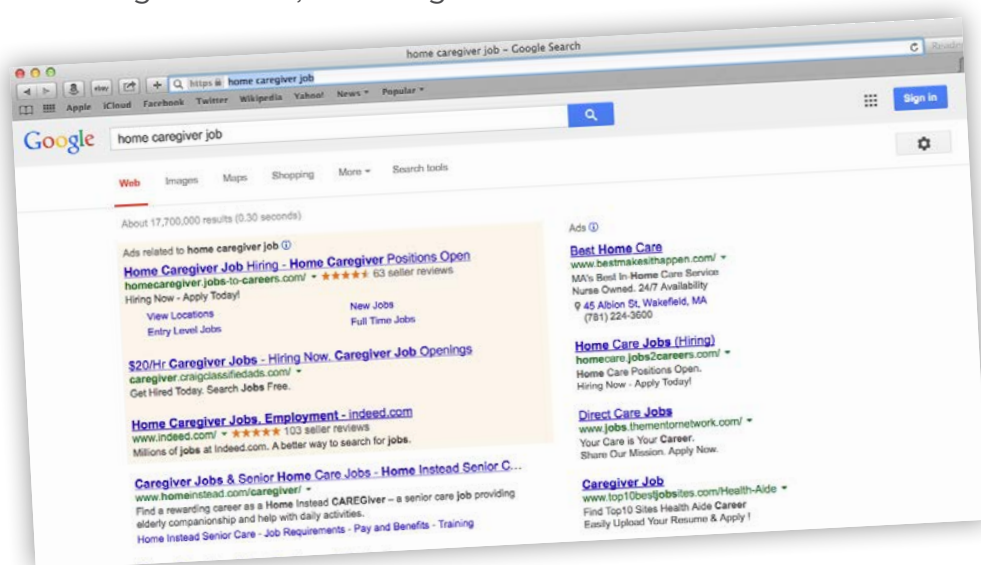 home caregiver job – Google Search
https home caregiver job
Apple iCloud Facebook Twitter Wikipedia Yahoo! News Popular
Google home caregiver job
Sign in
Web Images Maps Shopping More Search tools
About 17,700,000 results (0.30 seconds)
Ads related to home caregiver job
Home Caregiver Job Hiring - Home Caregiver Positions Open
homecaregiver.jobs-to-careers.com/ 63 seller reviews
Hiring Now - Apply Today!
View Locations New Jobs
Entry Level Jobs Full Time Jobs
$20/Hr Caregiver Jobs - Hiring Now, Caregiver Job Openings
caregiver.craigclassifiedads.com/
Get Hired Today. Search Jobs Free.
Home Caregiver Jobs, Employment - indeed.com
www.indeed.com/ 103 seller reviews
Millions of jobs at Indeed.com. A better way to search for jobs.
Caregiver Jobs & Senior Home Care Jobs - Home Instead Senior C...
www.homeinstead.com/caregiver/
Find a rewarding career as a Home Instead CAREGiver – a senior care job providing
elderly companionship and help with daily activities.
Home Instead Senior Care - Job Requirements - Pay and Benefits - Training
Ads
Best Home Care
www.bestmakesithappen.com/
MA's Best In-Home Care Service
Nurse Owned. 24/7 Availability
45 Albion St, Wakefield, MA
(781) 224-3600
Home Care Jobs (Hiring)
homecare.jobs2careers.com/
Home Care Positions Open.
Hiring Now - Apply Today!
Direct Care Jobs
www.jobs.thementornetwork.com/
Your Care is Your Career.
Share Our Mission. Apply Now.
Caregiver Job
www.top10bestjobsites.com/Health-Aide
Find Top10 Sites Health Aide Career
Easily Upload Your Resume & Apply !